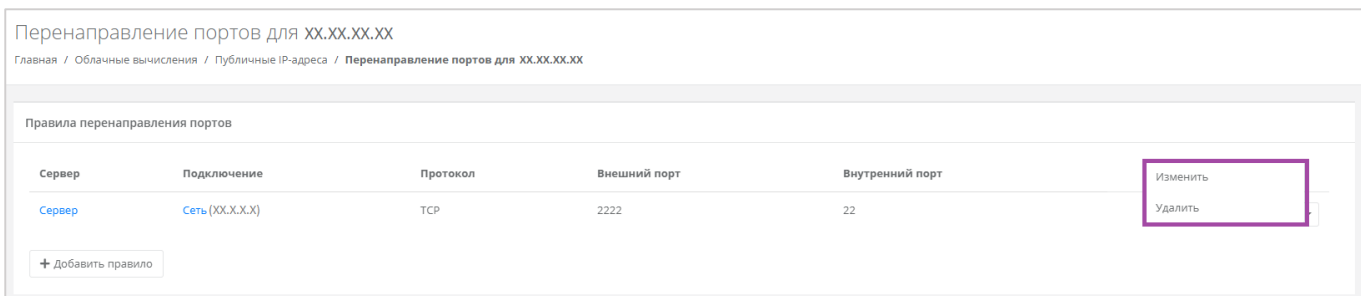 Перенаправление портов для XX.XX.XX.XX
Главная / Облачные вычисления / Публичные IP-адреса / Перенаправление портов для XX.XX.XX.XX
Правила перенаправления портов
Сервер Подключение Протокол Внешний порт Внутренний порт
Изменить
Сервер Сеть (XX.X.X.X) TCP 2222 22
Удалить
+ Добавить правило